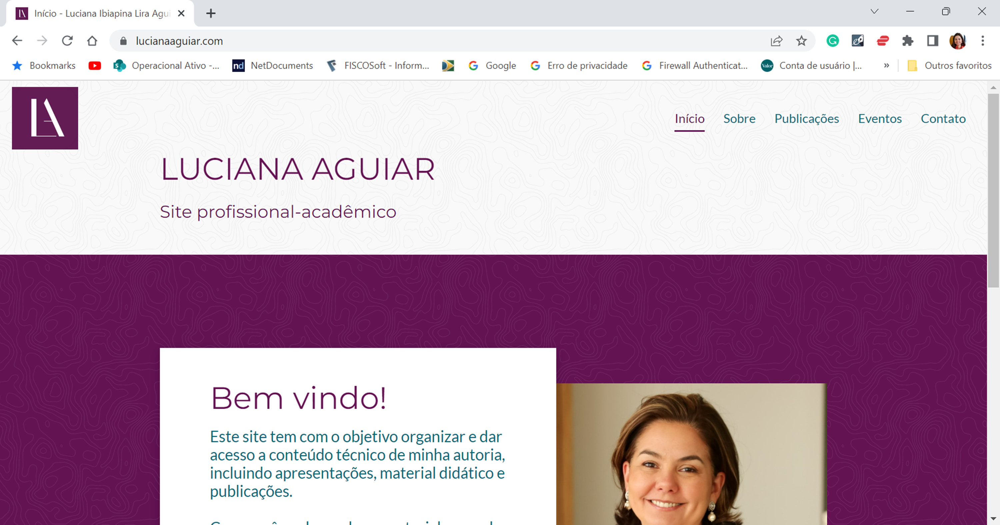 Início - Luciana Ibiapina Lira Agui
lucianaaguiar.com
Bookmarks Operacional Ativo -... nd NetDocuments FISCOSoft - Inform... Google Erro de privacidade Firewall Authenticat... Valor Conta de usuário |... » Outros favoritos
LA
Início Sobre Publicações Eventos Contato
LUCIANA AGUIAR
Site profissional-acadêmico
Bem vindo!
Este site tem com o objetivo organizar e dar
acesso a conteúdo técnico de minha autoria,
incluindo apresentações, material didático e
publicações.